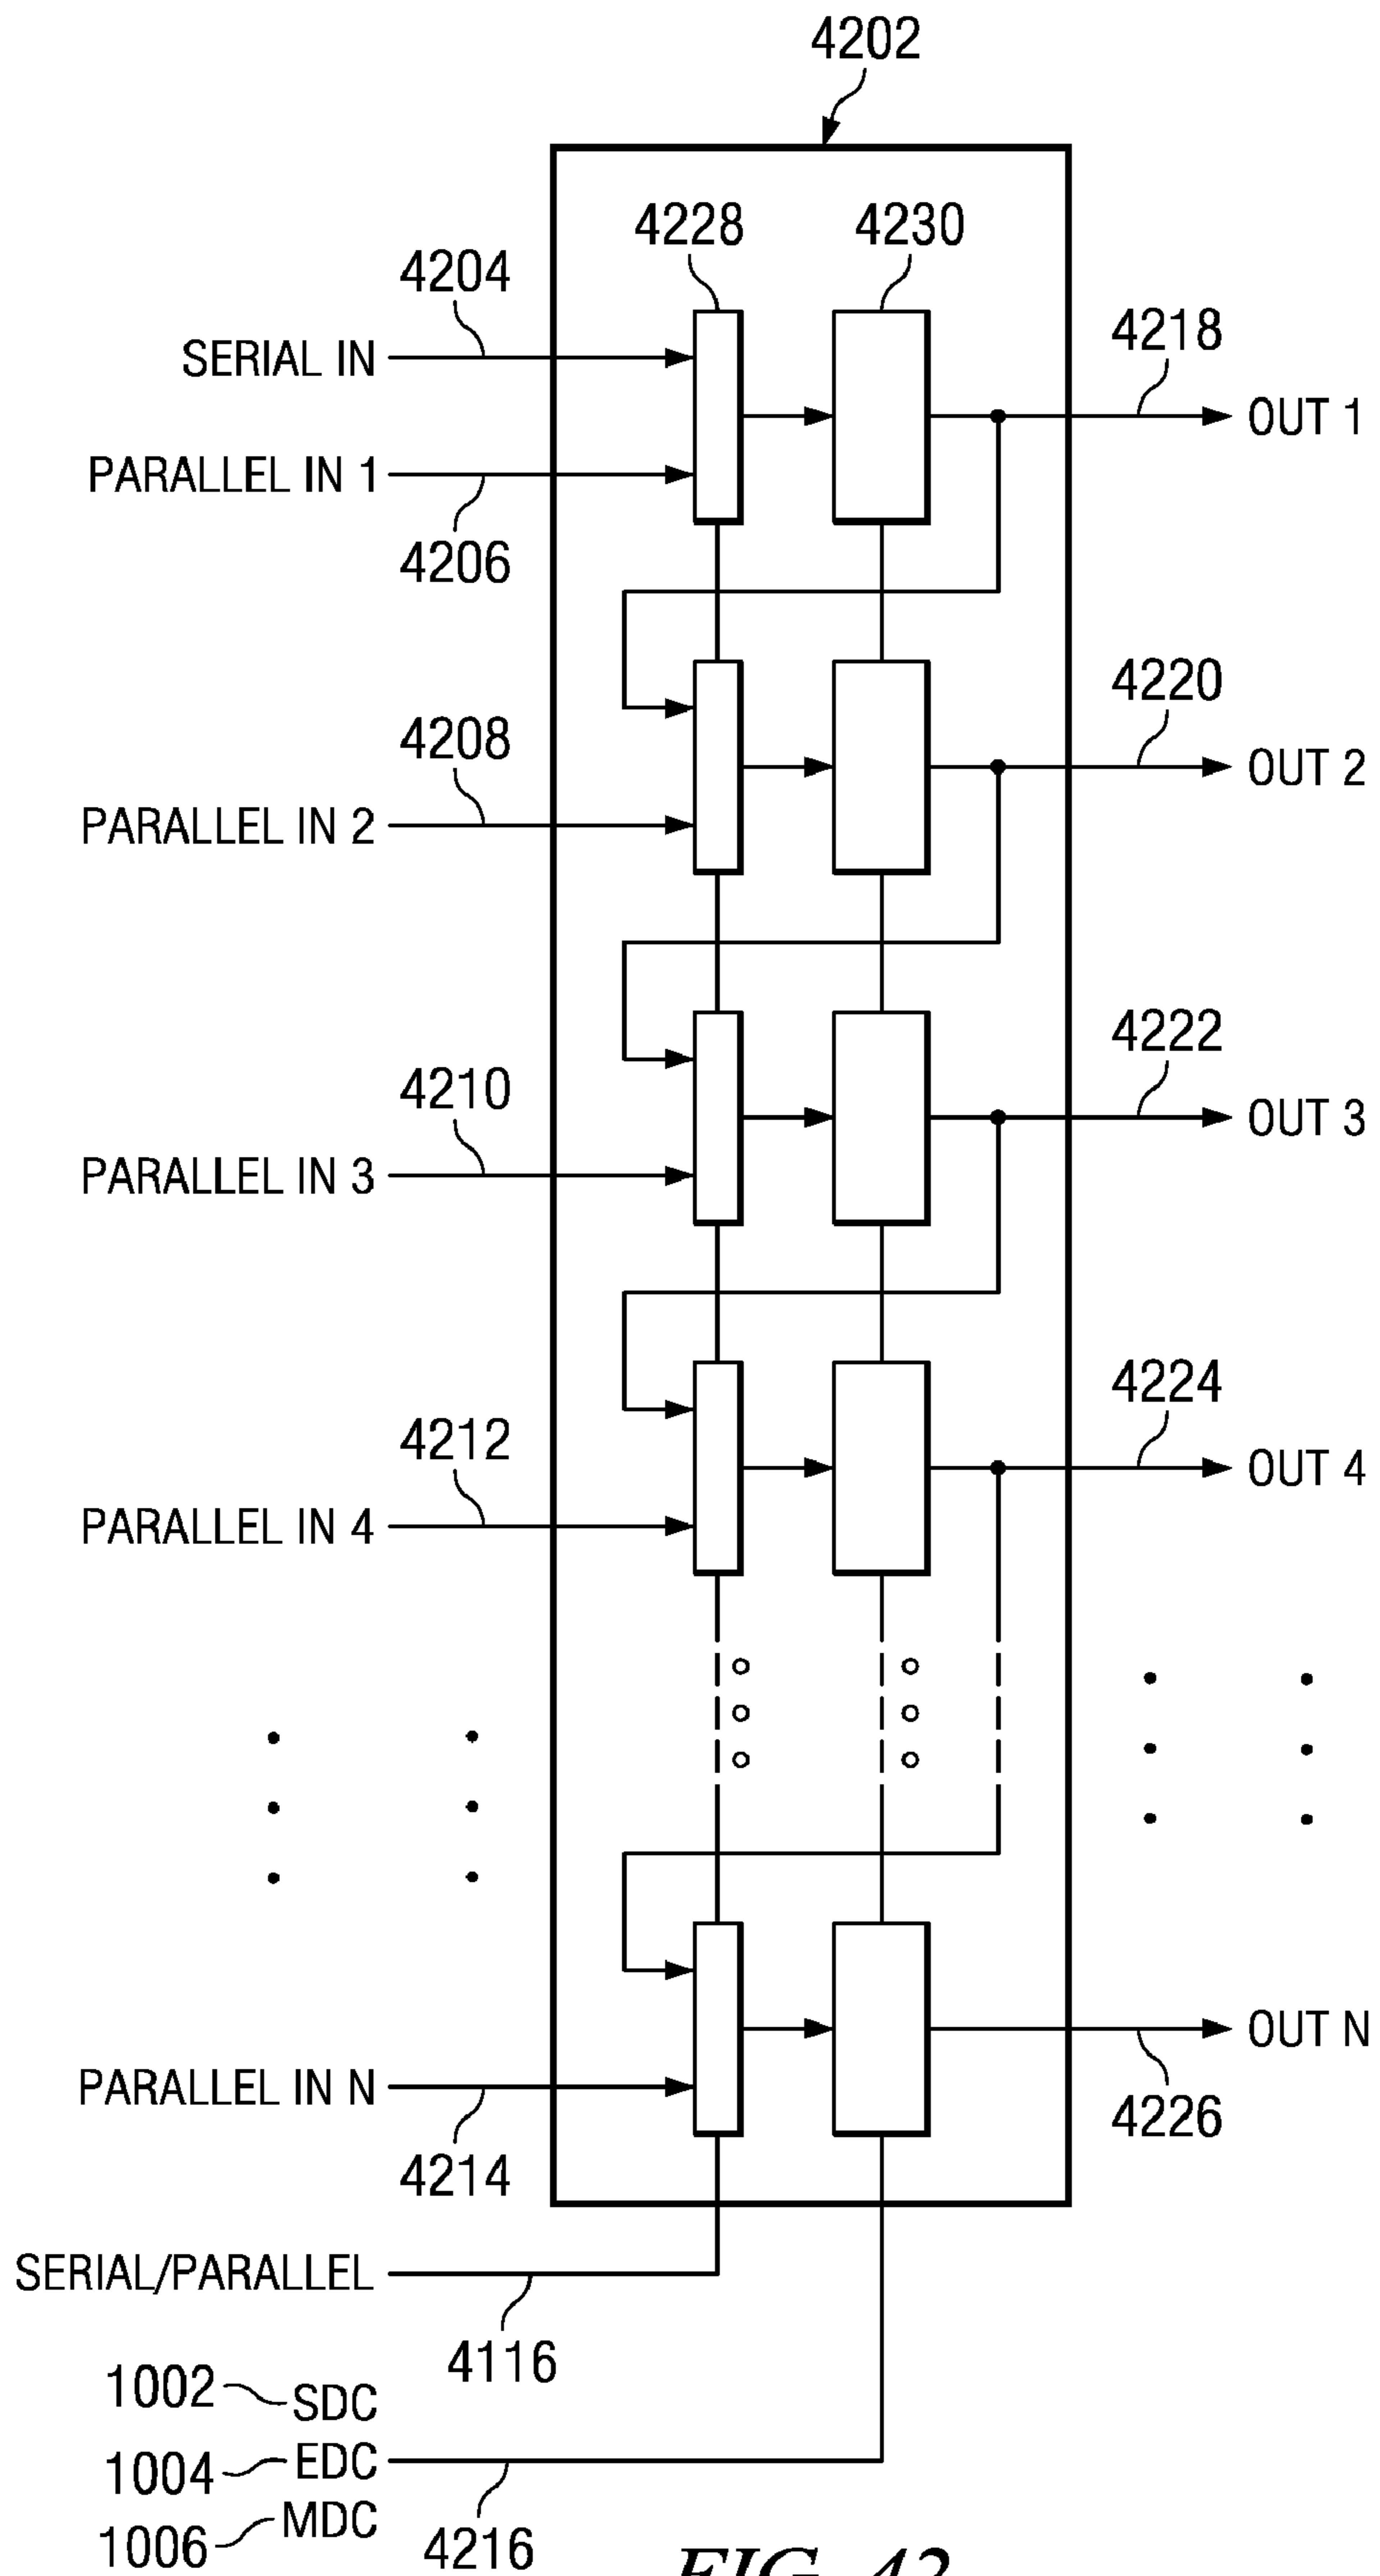 4202
4228
4230
4204
4218
SERIAL IN
OUT 1
PARALLEL IN 1
4206
4220
4208
OUT 2
PARALLEL IN 2
4222
4210
OUT 3
PARALLEL IN 3
4224
4212
OUT 4
PARALLEL IN 4
OUT N
PARALLEL IN N
4226
4214
SERIAL/PARALLEL
4116
1002 SDC
1004 EDC
1006 MDC
4216
FIG. 42